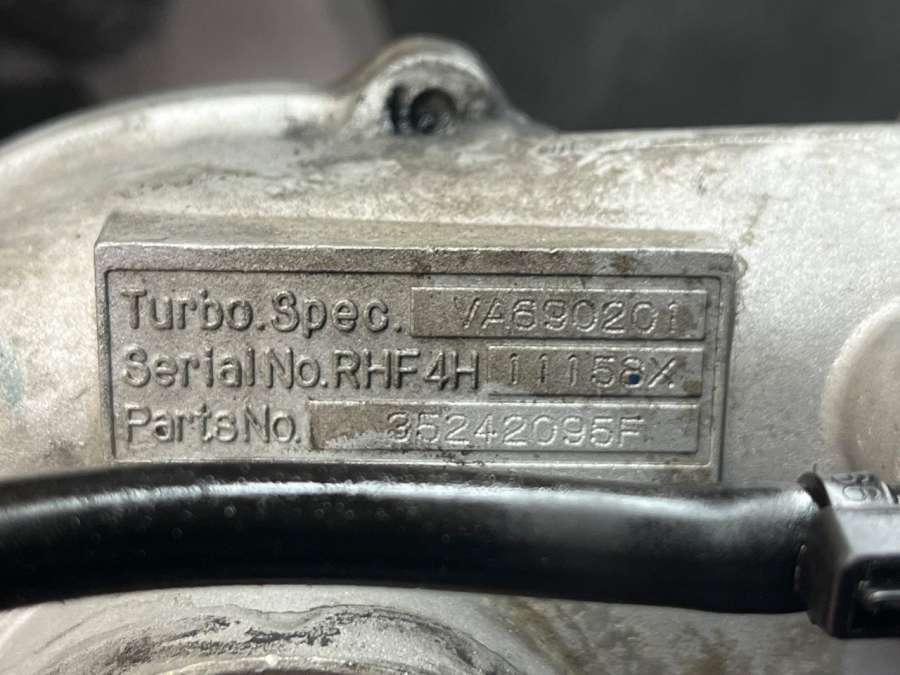 Turbo.Spec. VA690201
Serial No.RHF4H 11158X
Parts No. 35242095F